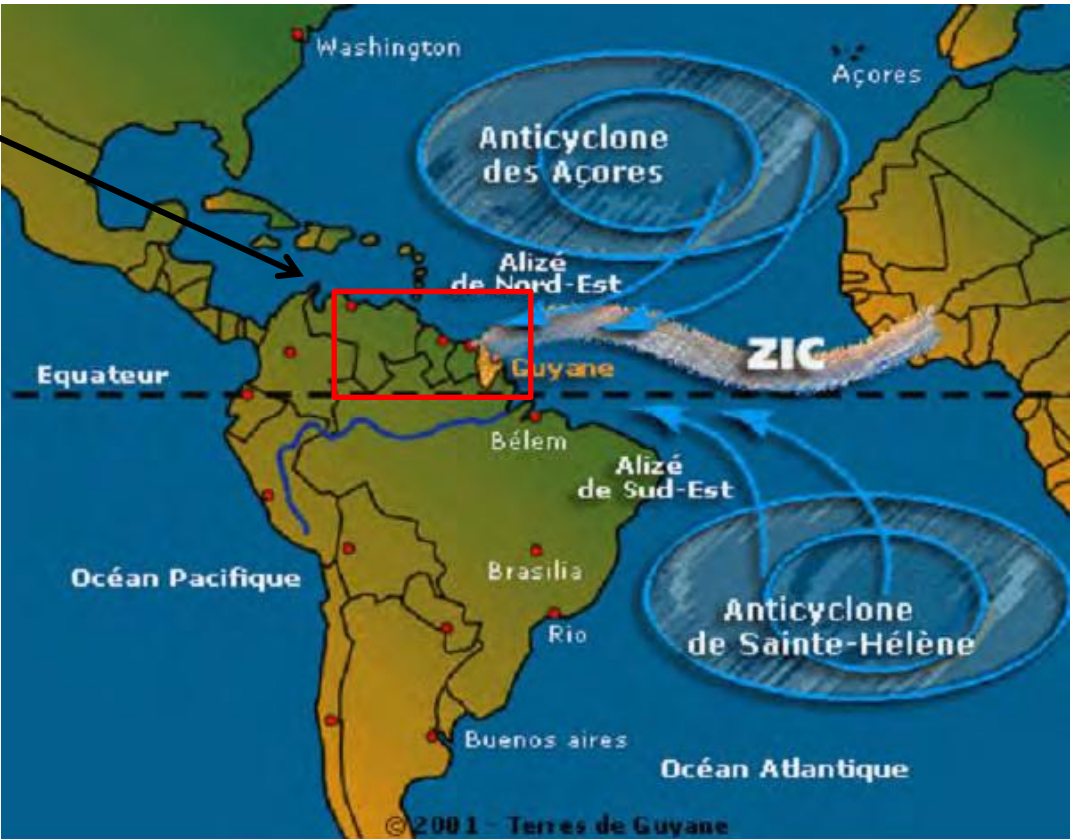 Washington
Açores
Anticyclone
des Açores
Alizé
de Nord-Est
ZIC
Guyane
Equateur
Bélem
Alizé
de Sud-Est
Océan Pacifique
Brasilia
Anticyclone
de Sainte-Hélène
Rio
Buenos aires
Océan Atlantique
© 2001 - Terres de Guyane